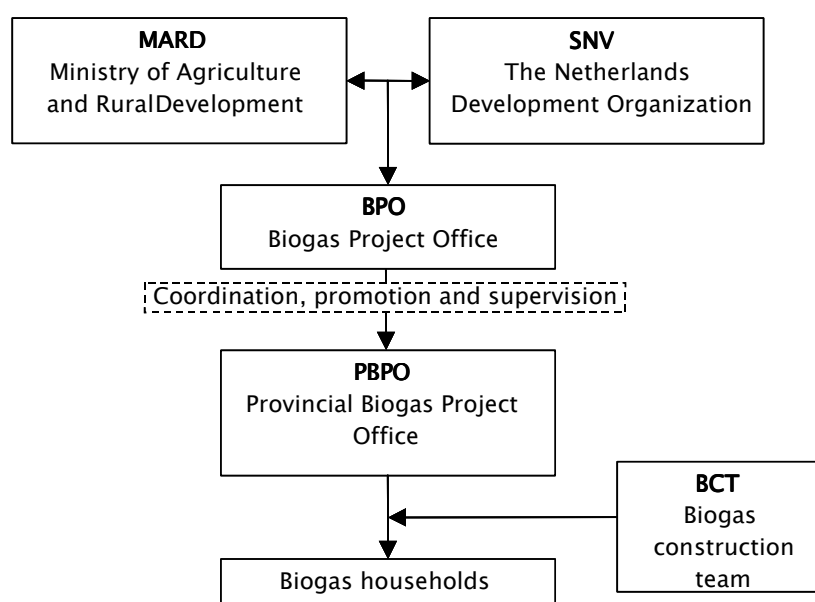 MARD
Ministry of Agriculture
and RuralDevelopment
SNV
The Netherlands
Development Organization
BPO
Biogas Project Office
Coordination, promotion and supervision
PBPO
Provincial Biogas Project
Office
BCT
Biogas
construction
team
Biogas households